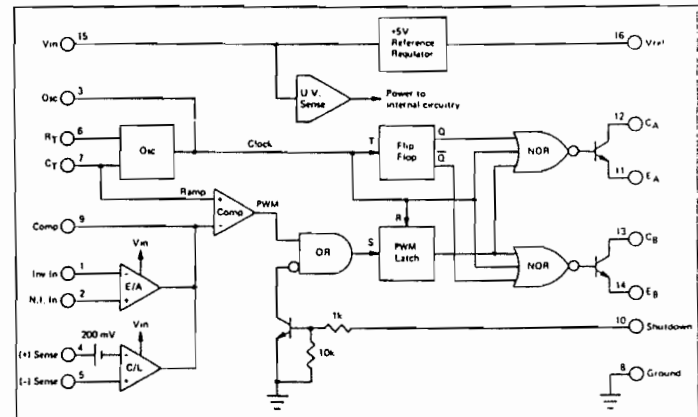 Vin 15
+5V Reference Regulator
16 Vref
Osc 3
U.V. Sense
Power to internal circuitry
RT 6
CT 7
Osc
Clock
T
Flip Flop
Q
Q̅
NOR
12 CA
11 EA
Ramp
+
-
Comp
PWM
R
Comp 9
OR
S
PWM Latch
NOR
13 CB
14 EB
Vin
Inv In 1
N.I. In 2
-
+
E/A
1k
10 Shutdown
10k
200 mV
Vin
(+) Sense 4
(-) Sense 5
-
+
C/L
8 Ground